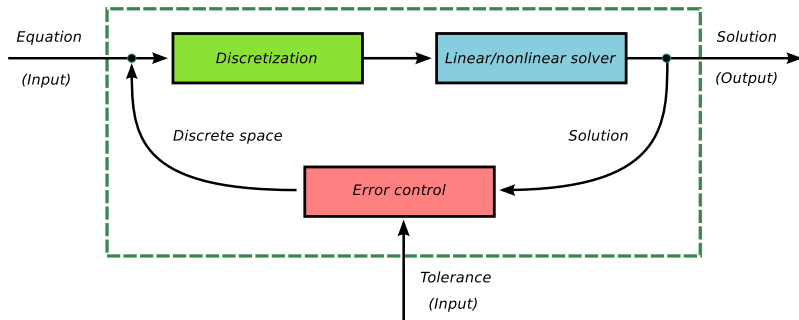 Equation
(Input)
Discretization
Linear/nonlinear solver
Solution
(Output)
Discrete space
Solution
Error control
Tolerance
(Input)